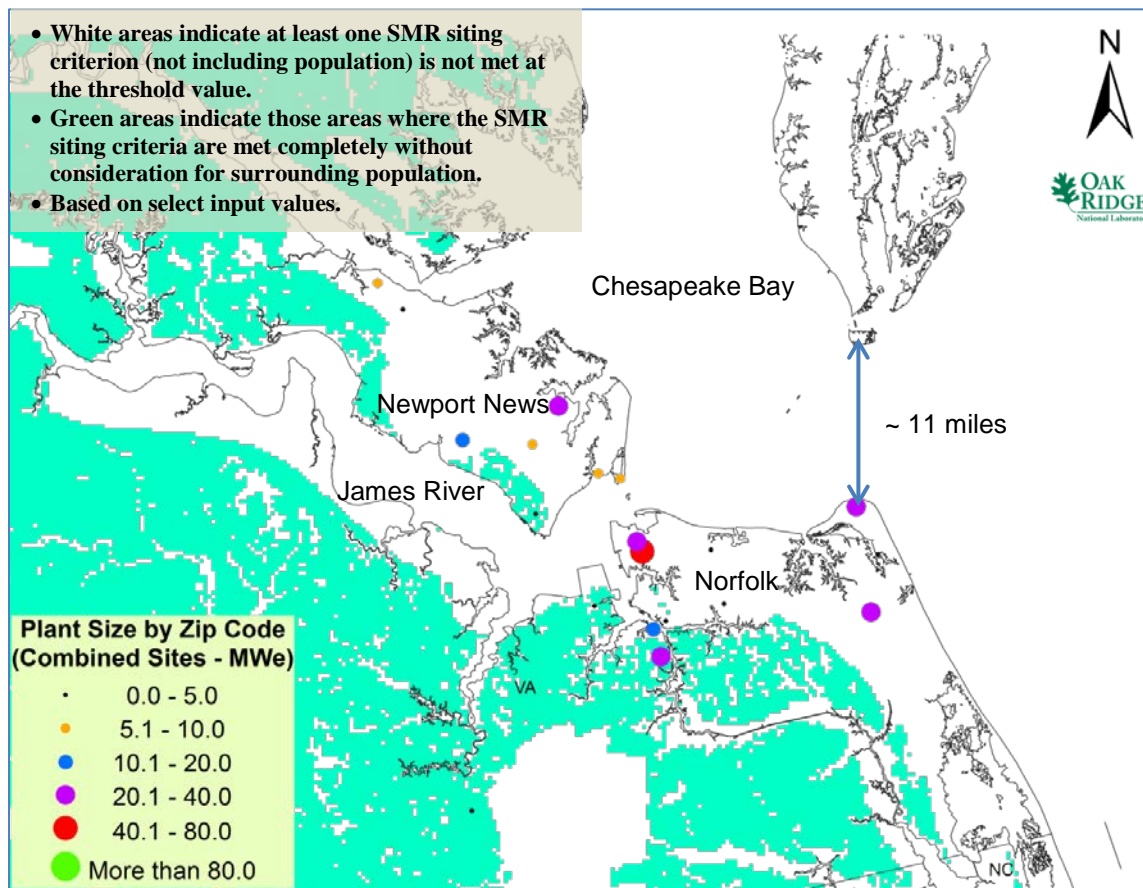 • White areas indicate at least one SMR siting
criterion (not including population) is not met at
the threshold value.
• Green areas indicate those areas where the SMR
siting criteria are met completely without
consideration for surrounding population.
• Based on select input values.
N
OAK
RIDGE
National Laborato
Chesapeake Bay
~ 11 miles
Newport News
James River
Norfolk
VA
NC
Plant Size by Zip Code
(Combined Sites - MWe)
0.0 - 5.0
5.1 - 10.0
10.1 - 20.0
20.1 - 40.0
40.1 - 80.0
More than 80.0